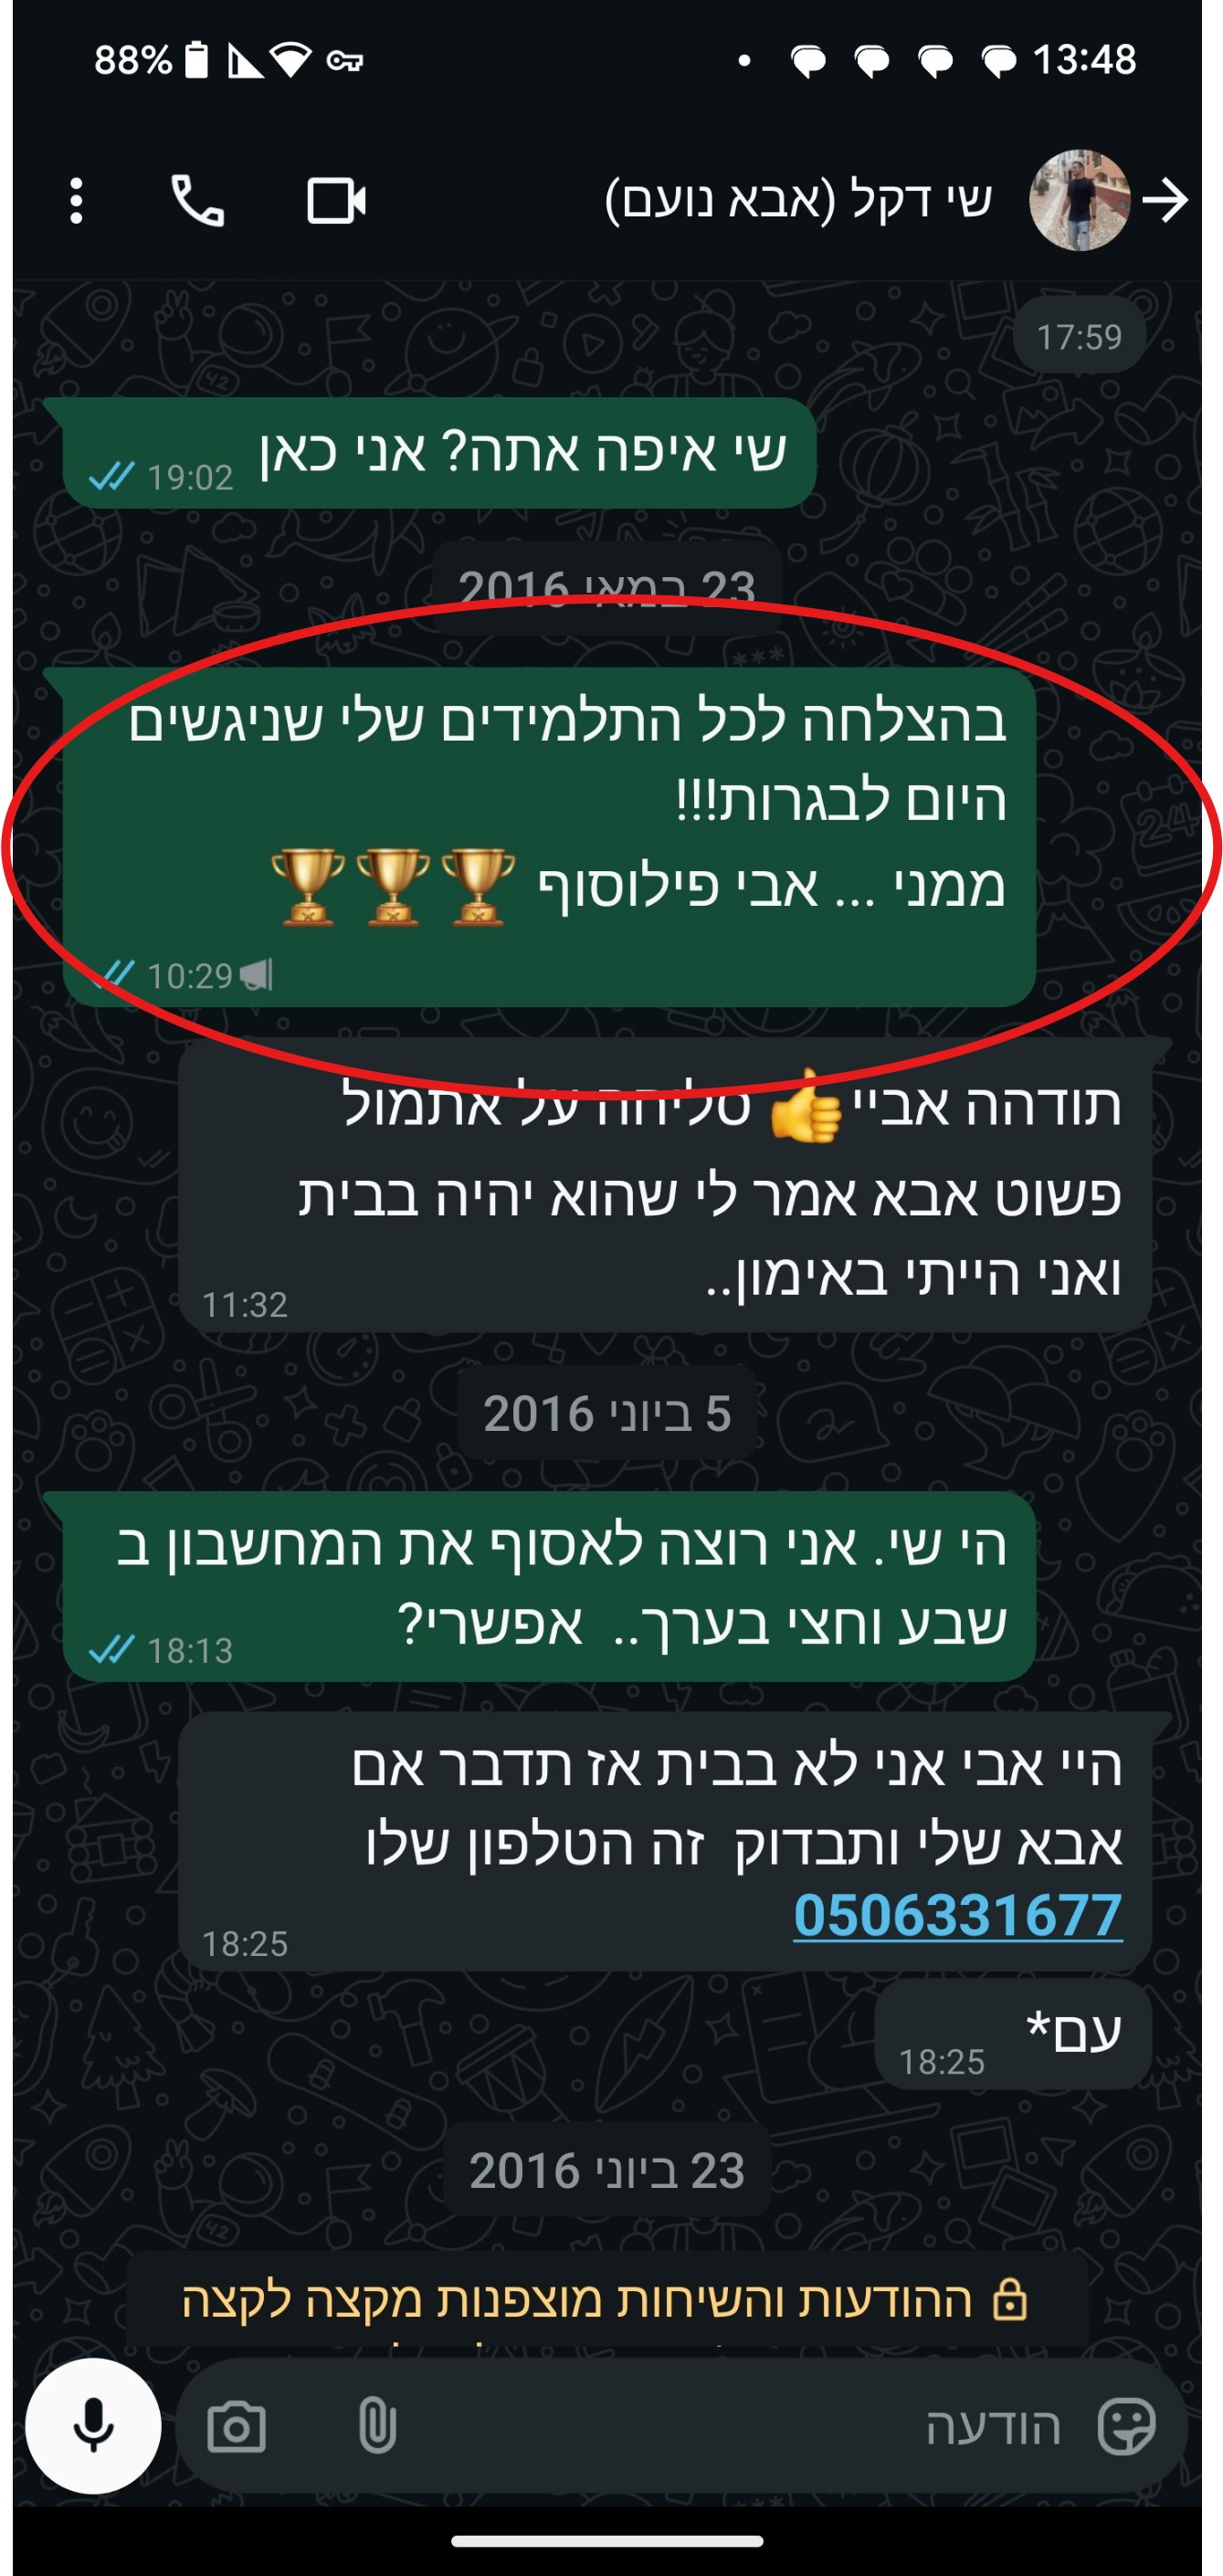 88% 13:48
שי דקל (אבא נועם)
17:59
שי איפה אתה? אני כאן
19:02
23 במאי 2016
בהצלחה לכל התלמידים שלי שניגשים
היום לבגרות!!!
ממני ... אבי פילוסוף 🏆🏆🏆
10:29
תודהה אביי👍 סליחה על אתמול
פשוט אבא אמר לי שהוא יהיה בבית
ואני הייתי באימון..
11:32
5 ביוני 2016
הי שי. אני רוצה לאסוף את המחשבון ב
שבע וחצי בערך.. אפשרי?
18:13
היי אבי אני לא בבית אז תדבר אם
אבא שלי ותבדוק זה הטלפון שלו
0506331677
18:25
עם*
18:25
23 ביוני 2016
ההודעות והשיחות מוצפנות מקצה לקצה
הודעה